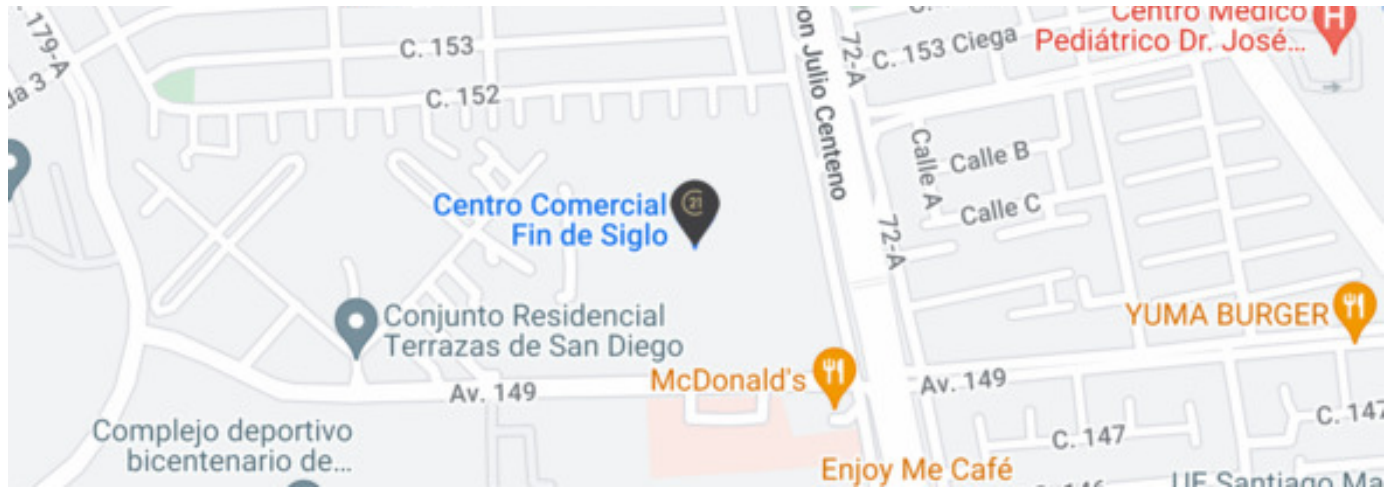 179-A
C. 153
on Julio Centeno
72-A
C. 153 Ciega
Centro Médico
Pediátrico Dr. José...
C. 152
Calle A
Calle B
Calle C
Centro Comercial
Fin de Siglo
21
72-A
Conjunto Residencial
Terrazas de San Diego
YUMA BURGER
McDonald's
Av. 149
Av. 149
Complejo deportivo
bicentenario de...
C. 147
C. 147
Enjoy Me Café
UE Santiago Ma